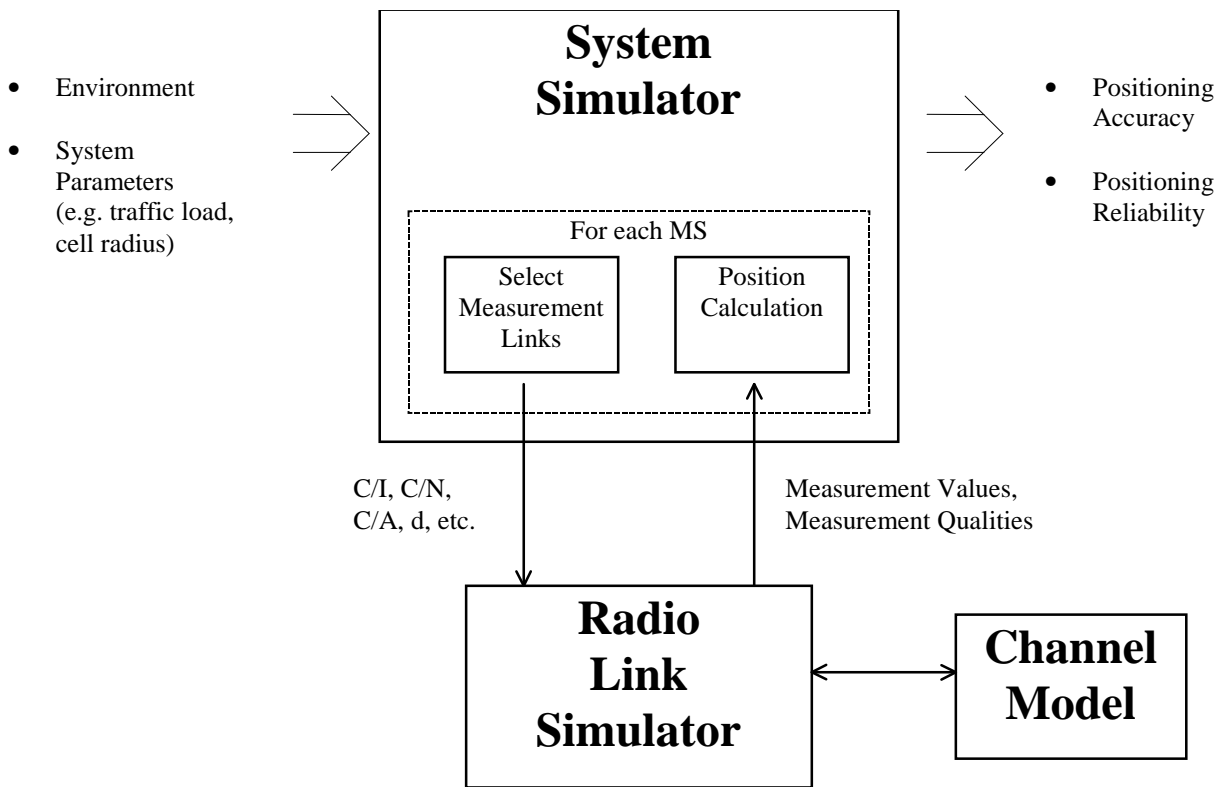 System
Simulator
• Environment
• System
Parameters
(e.g. traffic load,
cell radius)
• Positioning
Accuracy
• Positioning
Reliability
For each MS
Select
Measurement
Links
Position
Calculation
C/I, C/N,
C/A, d, etc.
Measurement Values,
Measurement Qualities
Radio
Link
Simulator
Channel
Model